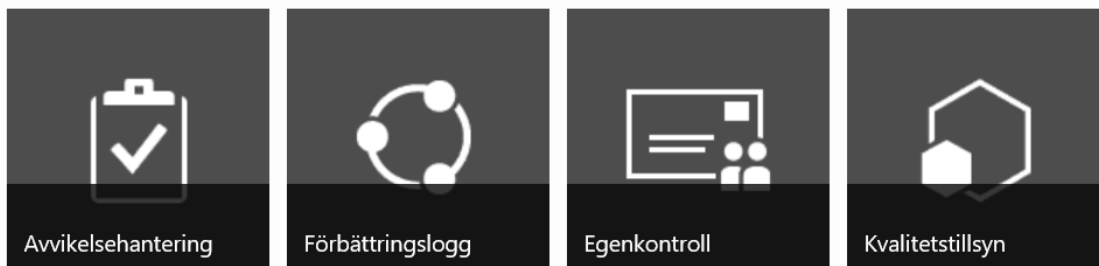 Avvikelsehantering
Förbättringslogg
Egenkontroll
Kvalitetstillsyn